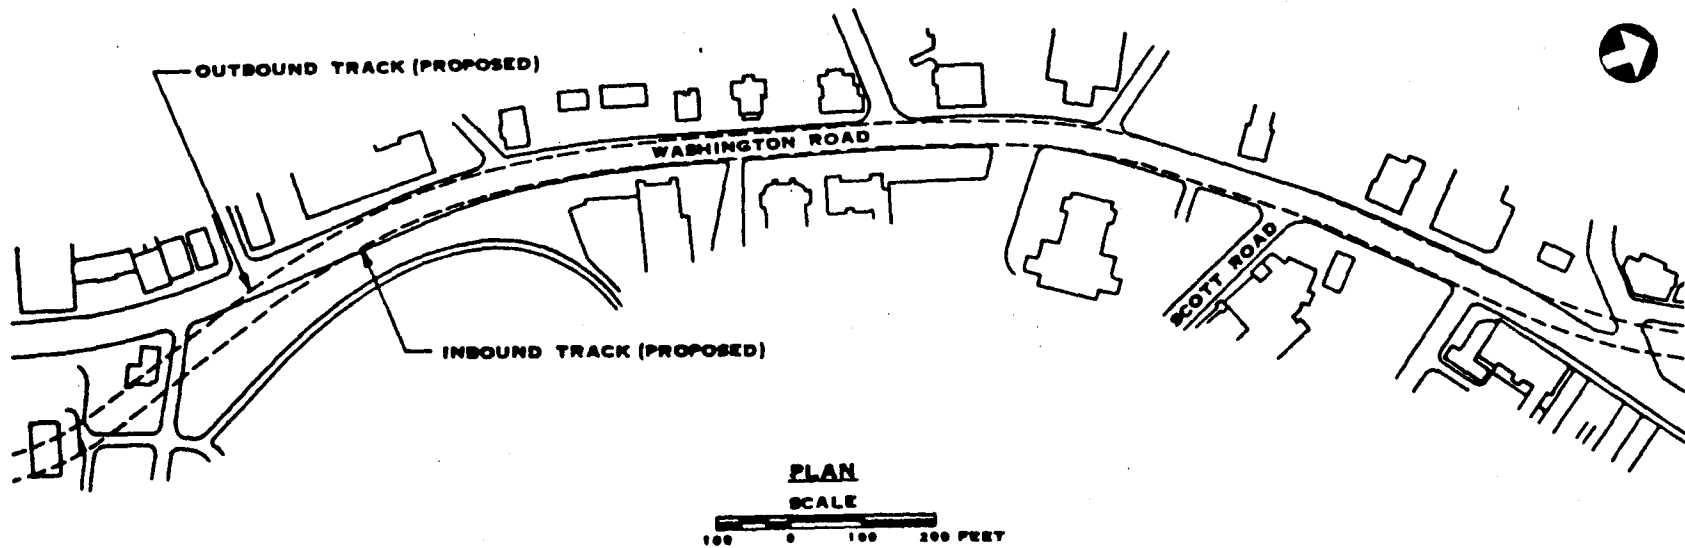 OUTBOUND TRACK (PROPOSED)
WASHINGTON ROAD
SCOTT ROAD
INBOUND TRACK (PROPOSED)
PLAN
SCALE
100 0 100 200 FEET